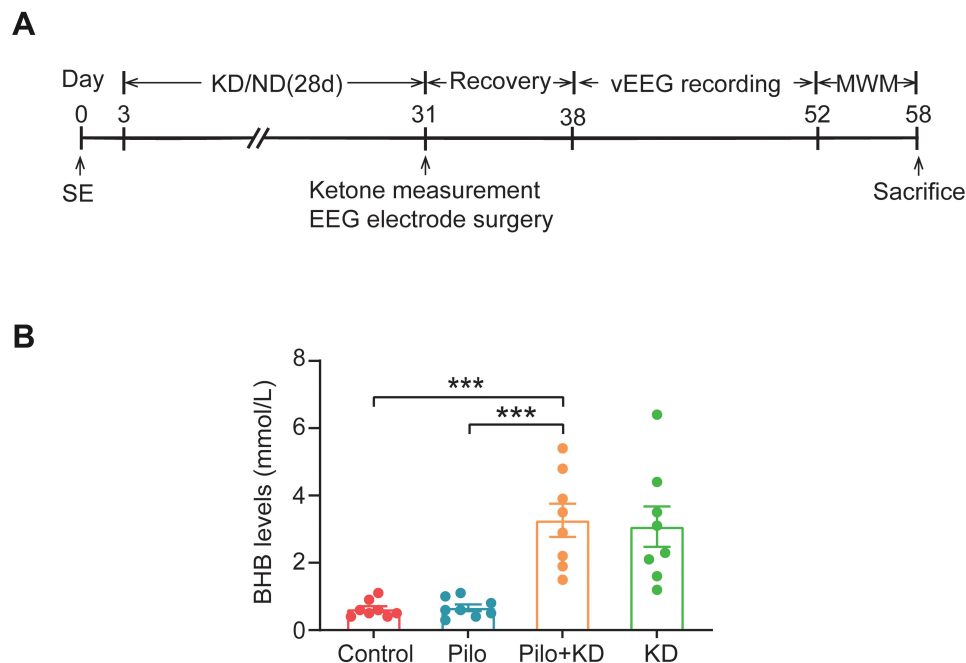 A
Day KD/ND(28d) Recovery vEEG recording MWM
0 3 31 38 52 58
SE Ketone measurement Sacrifice
EEG electrode surgery
B
BHB levels (mmol/L)
8
6
4
2
0
***
***
Control Pilo Pilo+KD KD